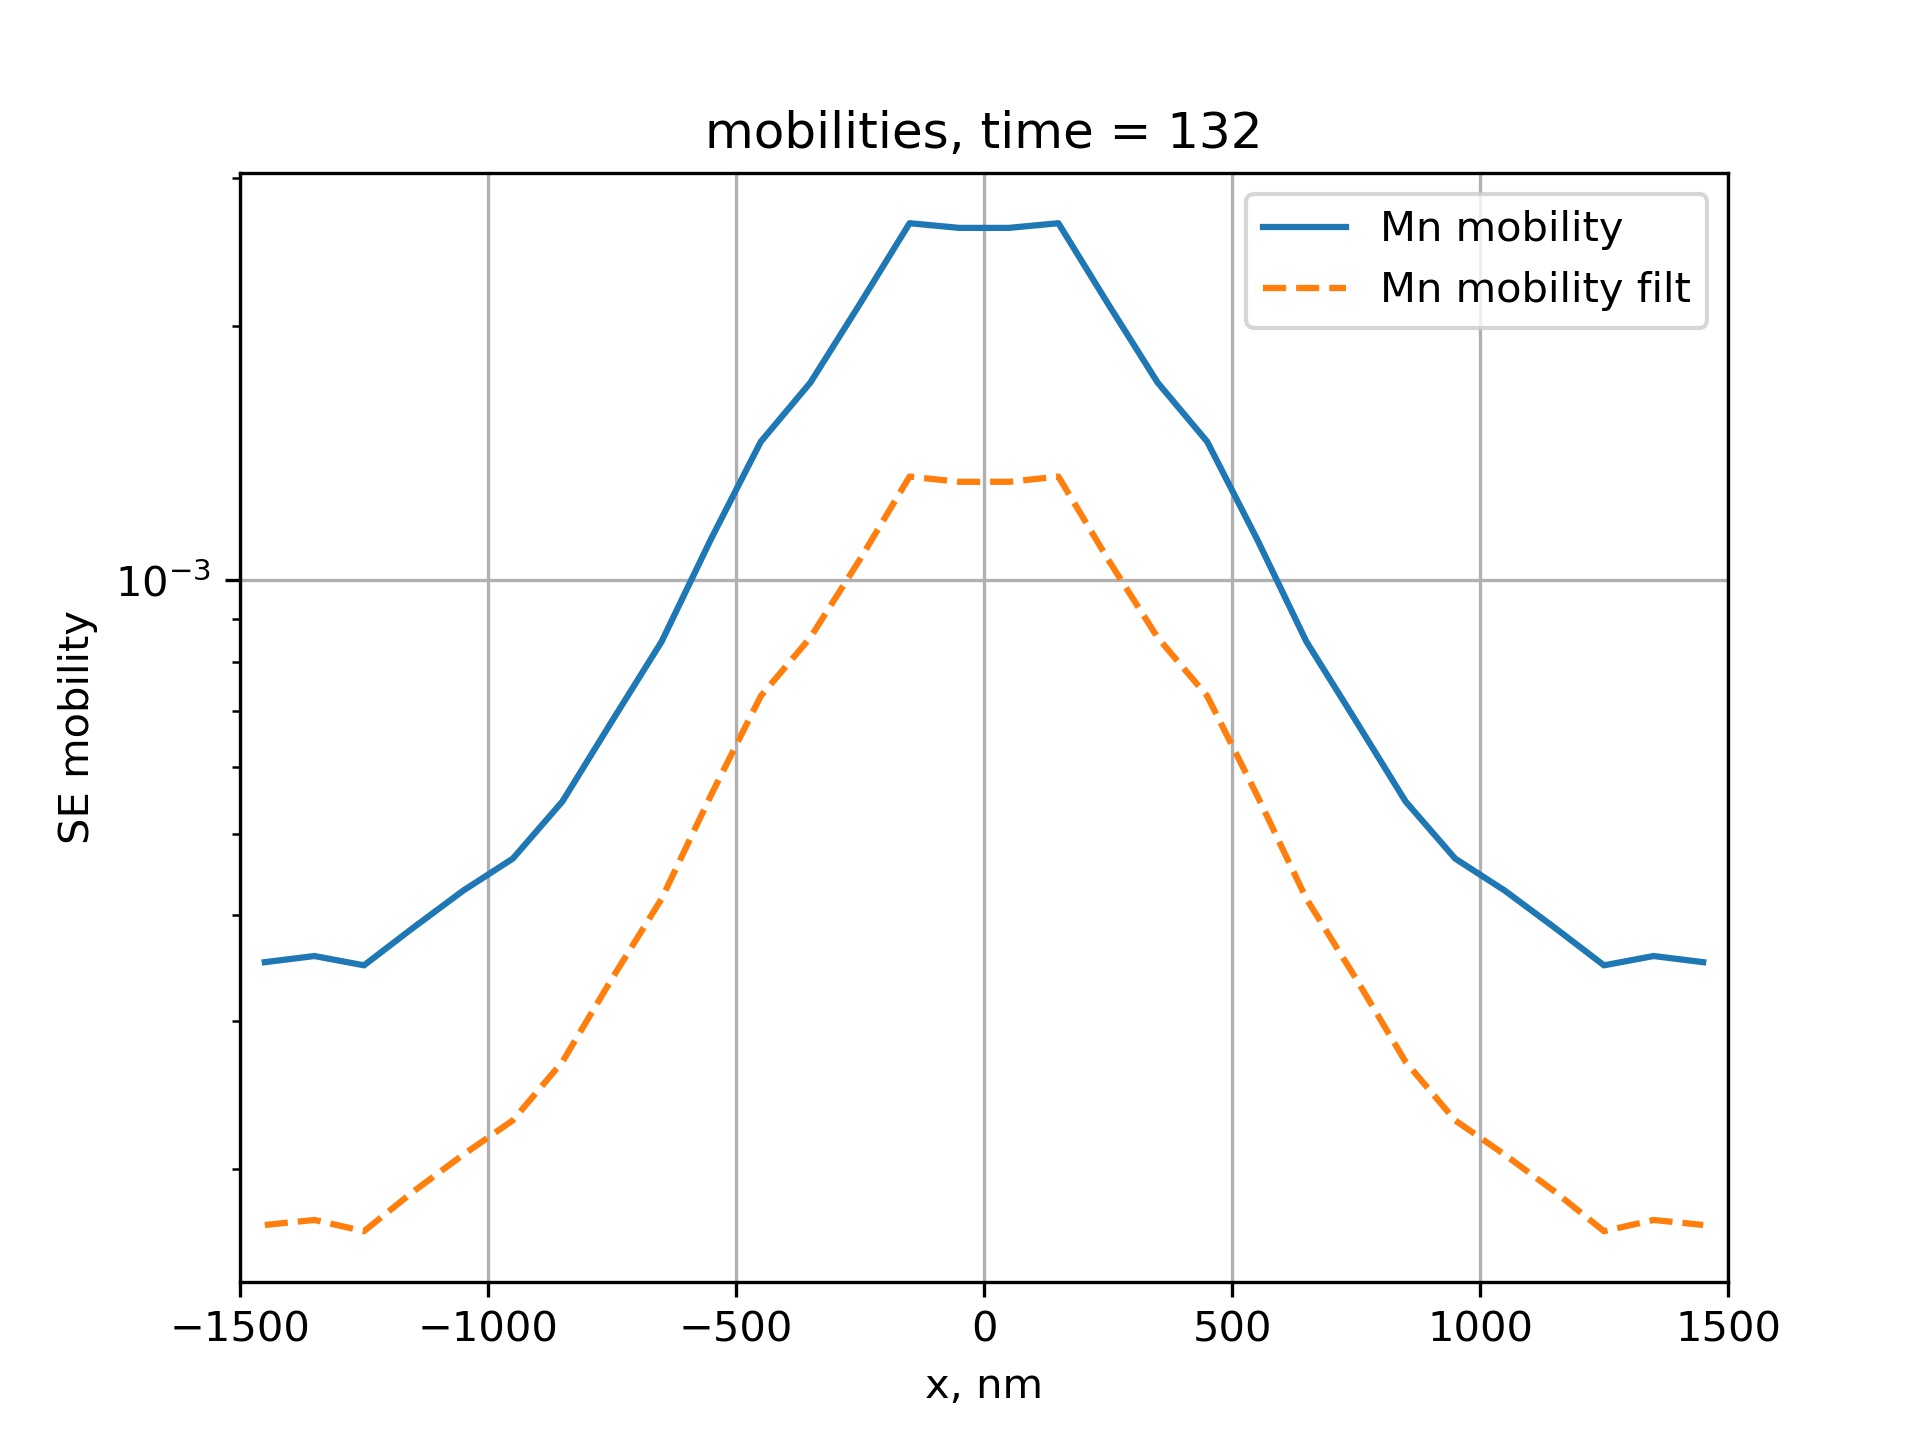 mobilities, time = 132
Mn mobility
Mn mobility filt
SE mobility
10⁻³
−1500 −1000 −500 0 500 1000 1500
x, nm